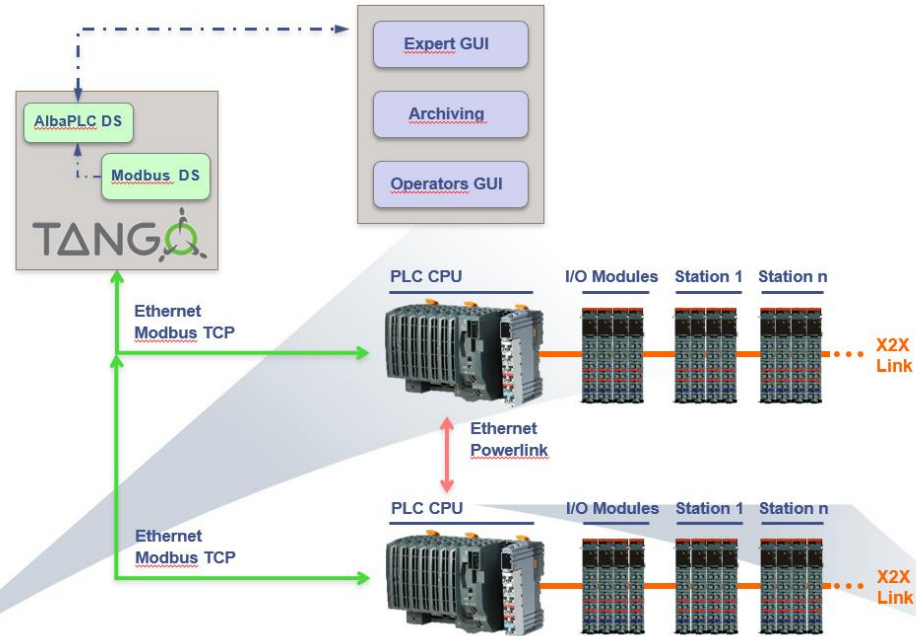 Expert GUI
Archiving
Operators GUI
AlbaPLC DS
Modbus DS
TANGO
Ethernet
Modbus TCP
PLC CPU
I/O Modules
Station 1
Station n
X2X
Link
Ethernet
Powerlink
PLC CPU
I/O Modules
Station 1
Station n
Ethernet
Modbus TCP
X2X
Link